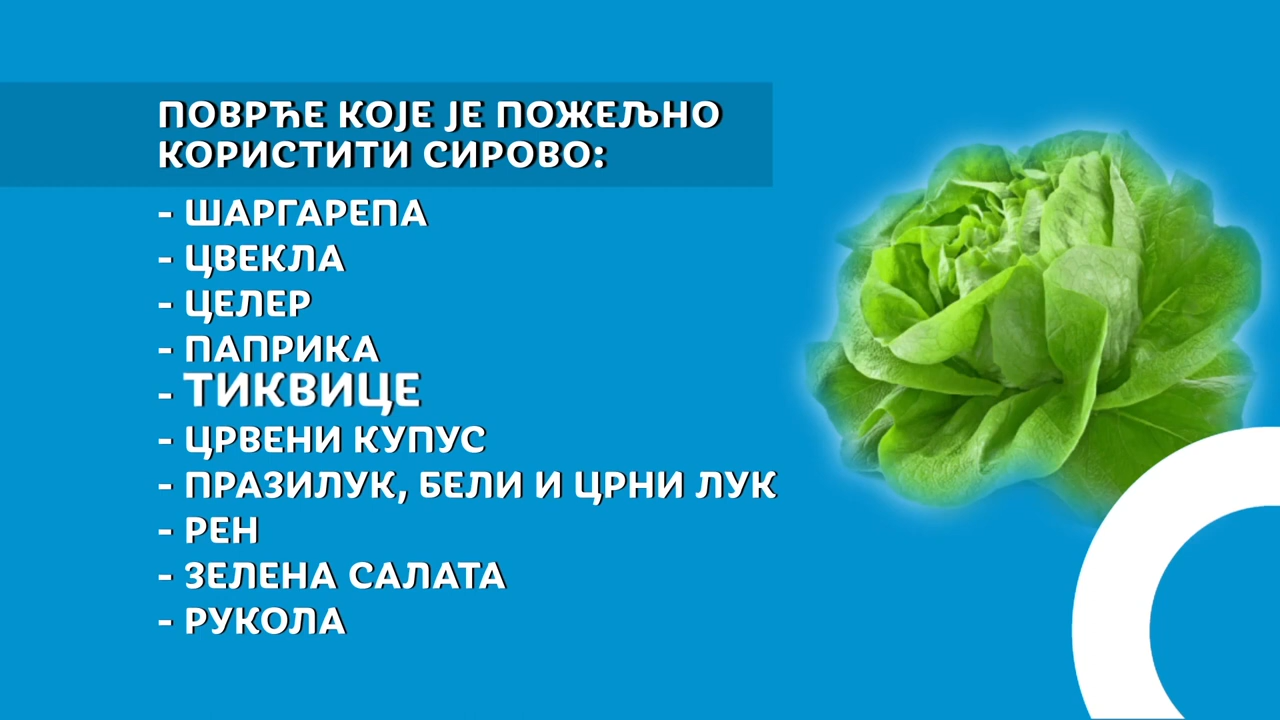 ПОВРЋЕ КОЈЕ ЈЕ ПОЖЕЉНО
КОРИСТИТИ СИРОВО:
- ШАРГАРЕПА
- ЦВЕКЛА
- ЦЕЛЕР
- ПАПРИКА
- ТИКВИЦЕ
- ЦРВЕНИ КУПУС
- ПРАЗИЛУК, БЕЛИ И ЦРНИ ЛУК
- РЕН
- ЗЕЛЕНА САЛАТА
- РУКОЛА